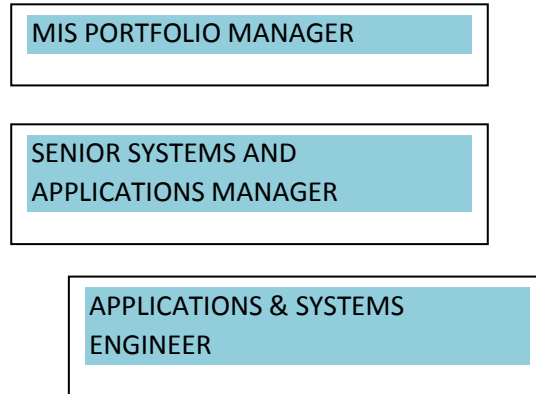 MIS PORTFOLIO MANAGER
SENIOR SYSTEMS AND
APPLICATIONS MANAGER
APPLICATIONS & SYSTEMS
ENGINEER